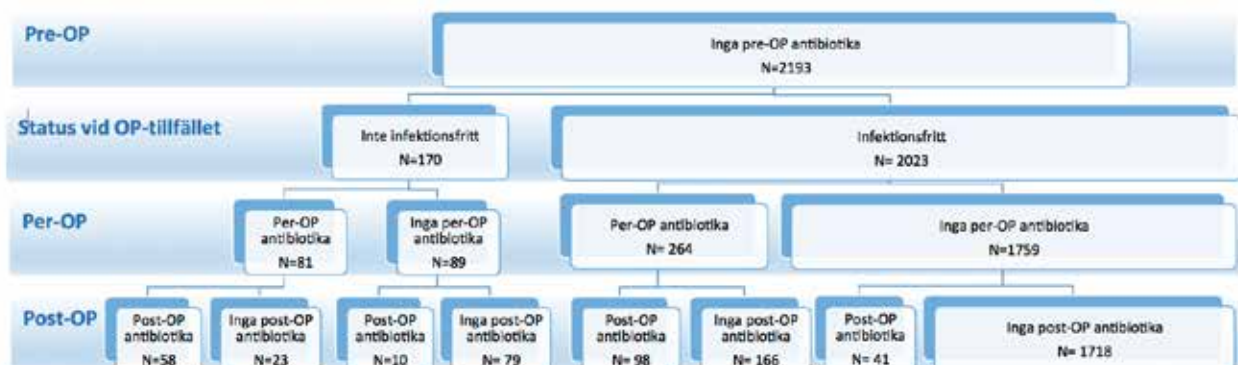 Pre-OP
Inga pre-OP antibiotika
N=2193
Status vid OP-tillfället
Inte infektionsfritt
N=170
Infektionsfritt
N= 2023
Per-OP
Per-OP
antibiotika
N=81
Inga per-OP
antibiotika
N=89
Per-OP antibiotika
N= 264
Inga per-OP antibiotika
N=1759
Post-OP
Post-OP
antibiotika
N=58
Inga post-OP
antibiotika
N=23
Post-OP
antibiotika
N=10
Inga post-OP
antibiotika
N= 79
Post-OP
antibiotika
N= 98
Inga post-OP
antibiotika
N= 166
Post-OP
antibiotika
N= 41
Inga post-OP antibiotika
N= 1718